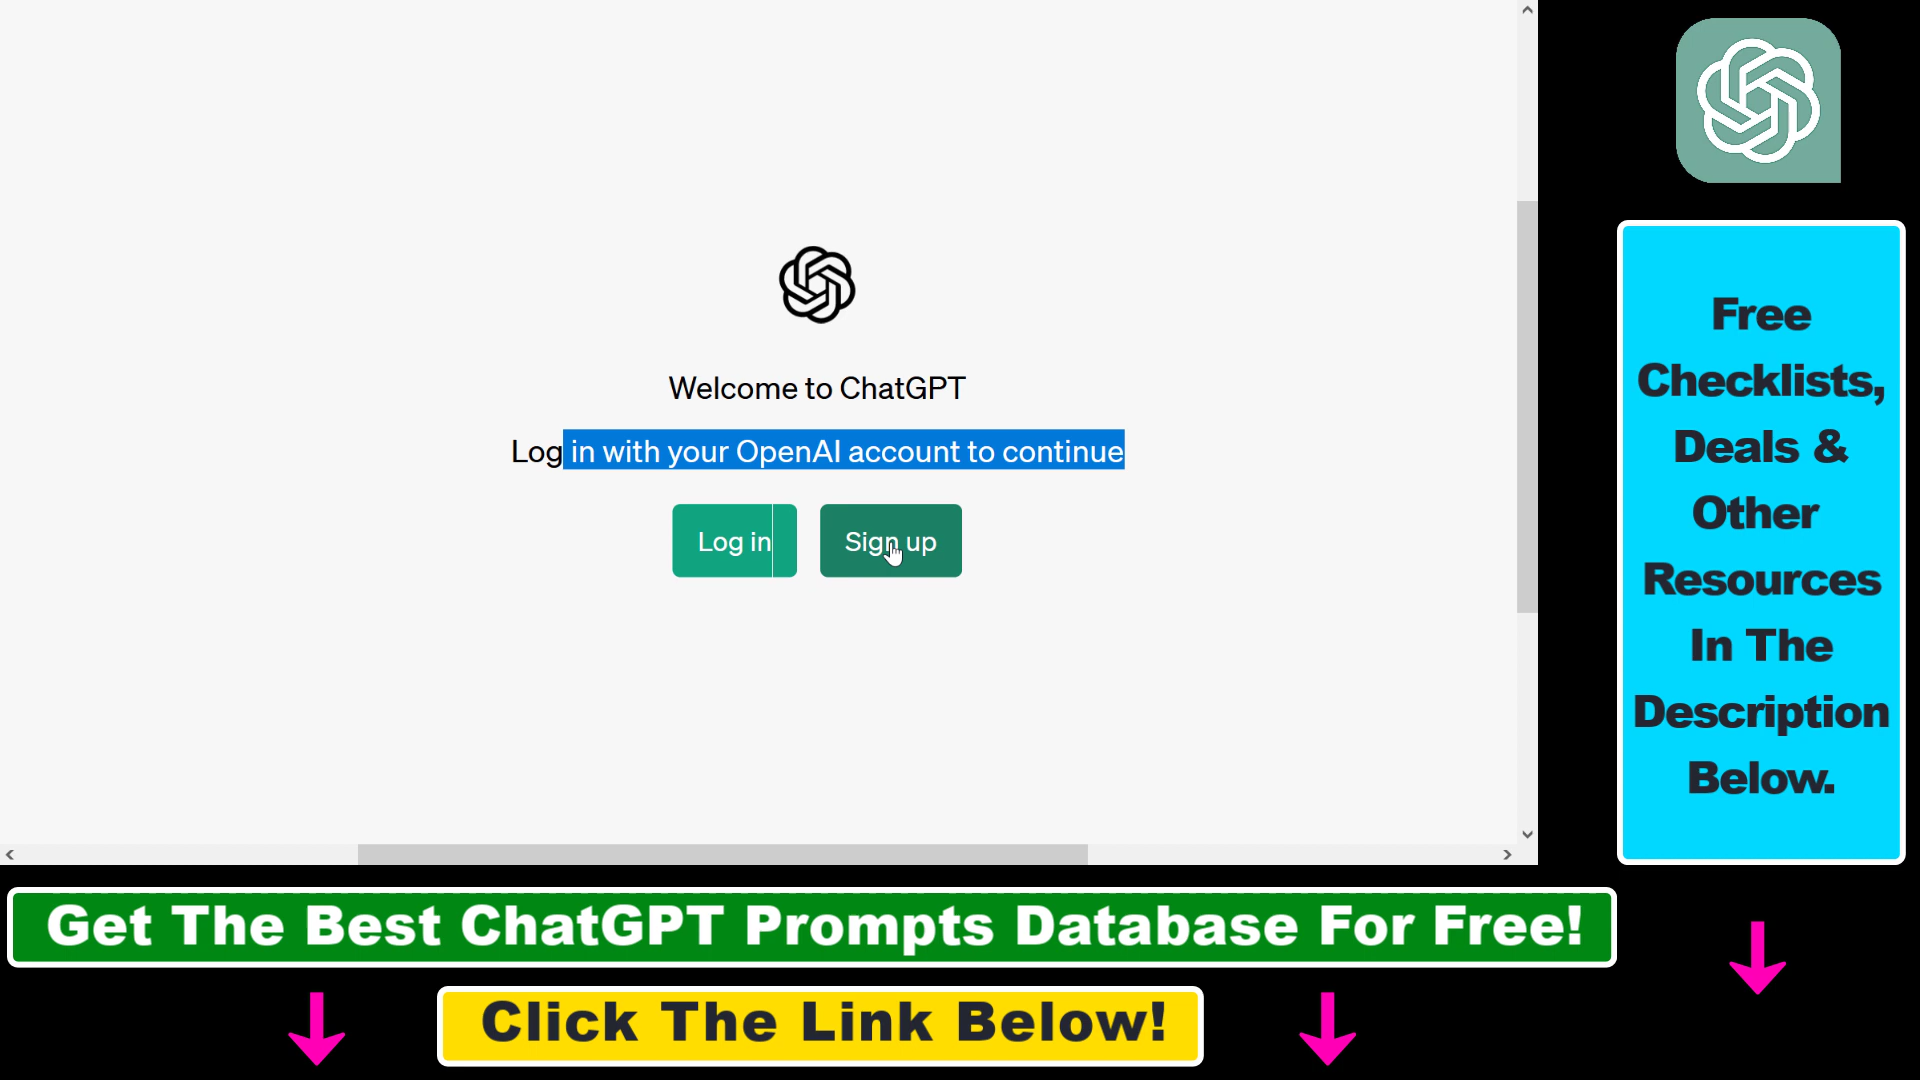 Welcome to ChatGPT
Log in with your OpenAI account to continue
Log in
Sign up
Free
Checklists,
Deals &
Other
Resources
In The
Description
Below.
Get The Best ChatGPT Prompts Database For Free!
Click The Link Below!